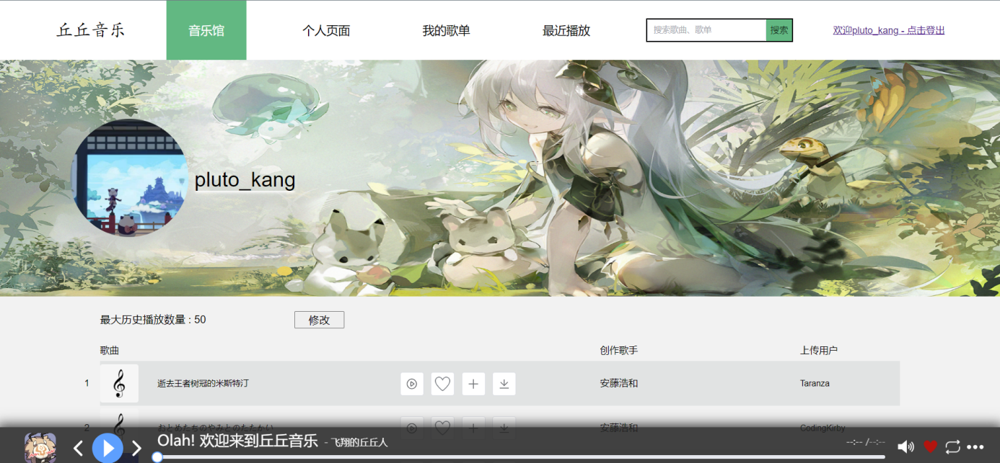 丘丘音乐 音乐馆 个人页面 我的歌单 最近播放 搜索歌曲、歌单 搜索 欢迎pluto_kang - 点击登出
pluto_kang
最大历史播放数量 : 50 修改
歌曲 创作歌手 上传用户
1 逝去王者树冠的米斯特汀 安藤浩和 Taranza
2 おとめたちのやみとのたたかい 安藤浩和 CodingKirby
Olah! 欢迎来到丘丘音乐 - 飞翔的丘丘人 --:-- /--:--